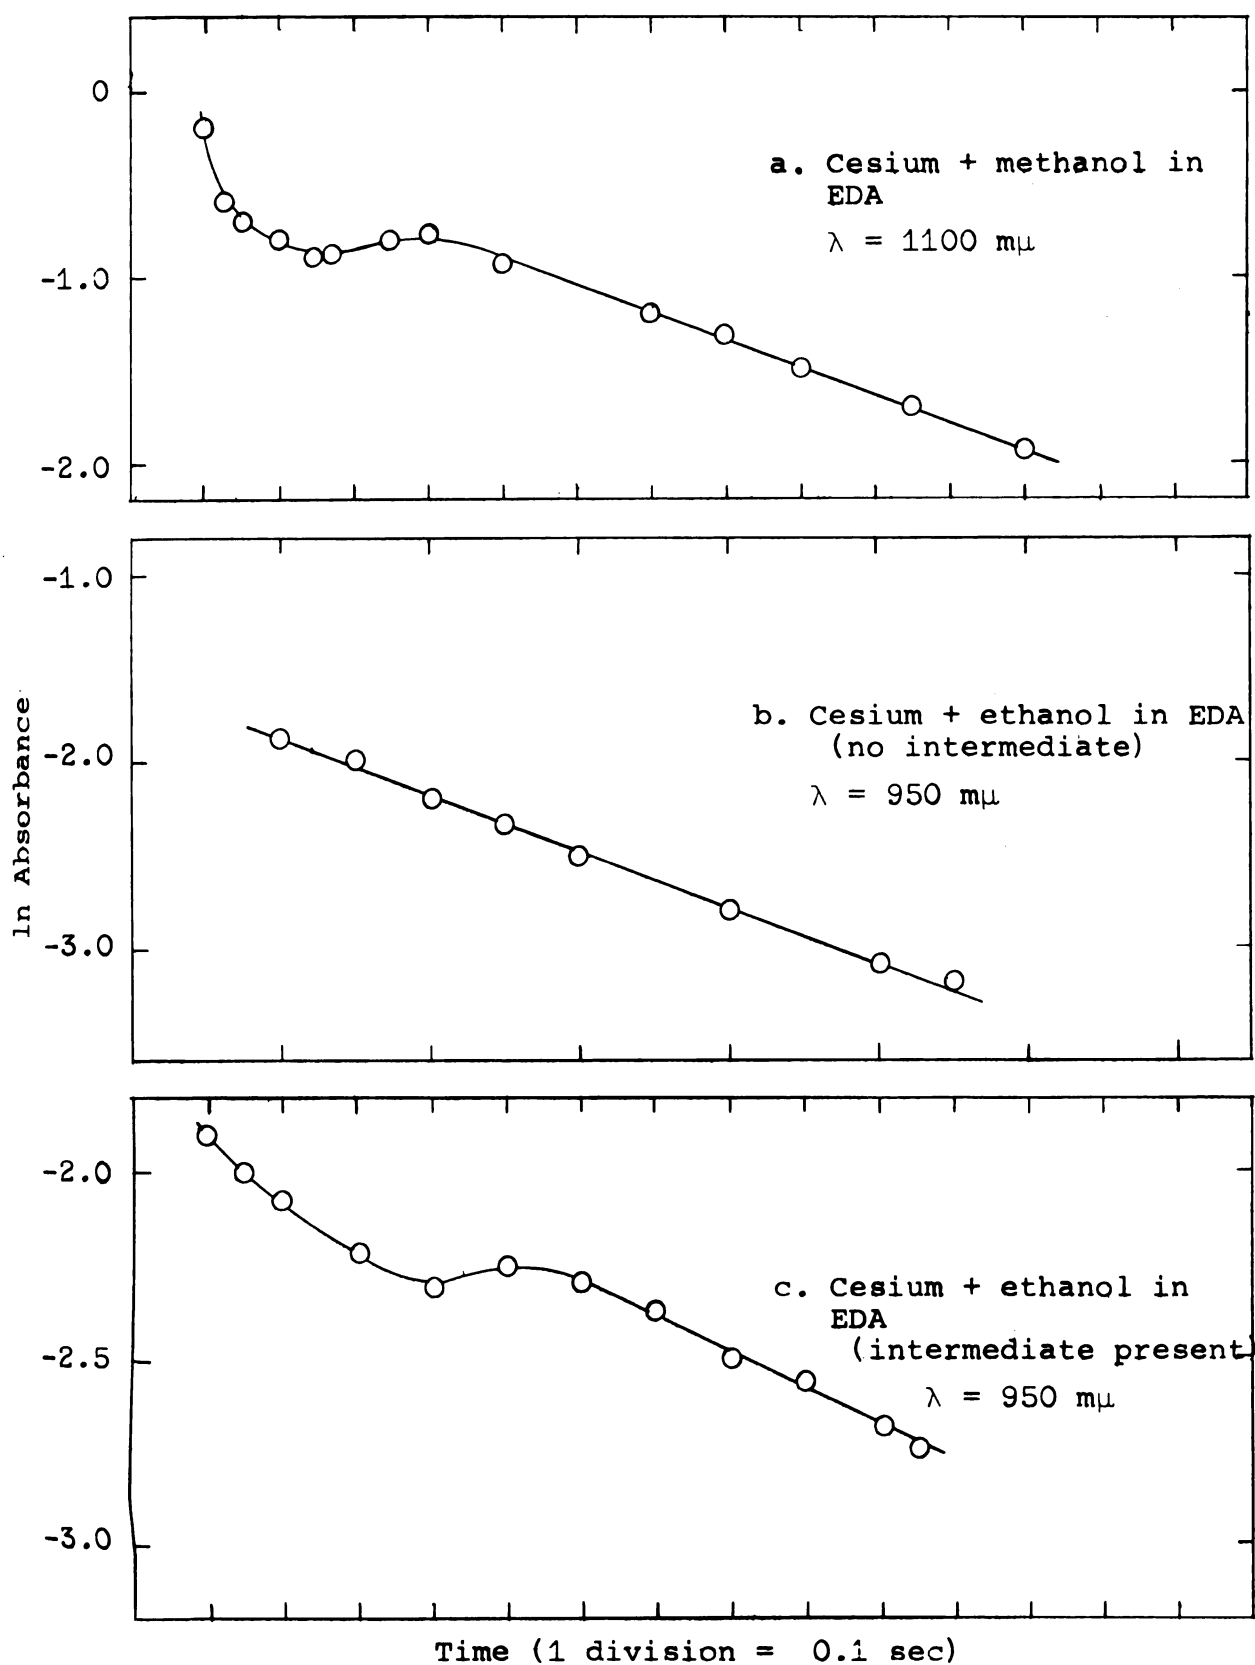 0
-1.0
-2.0
a. Cesium + methanol in
EDA
λ = 1100 mμ
-1.0
-2.0
-3.0
b. Cesium + ethanol in EDA
(no intermediate)
λ = 950 mμ
ln Absorbance
-2.0
-2.5
-3.0
c. Cesium + ethanol in
EDA
(intermediate present)
λ = 950 mμ
Time (1 division = 0.1 sec)